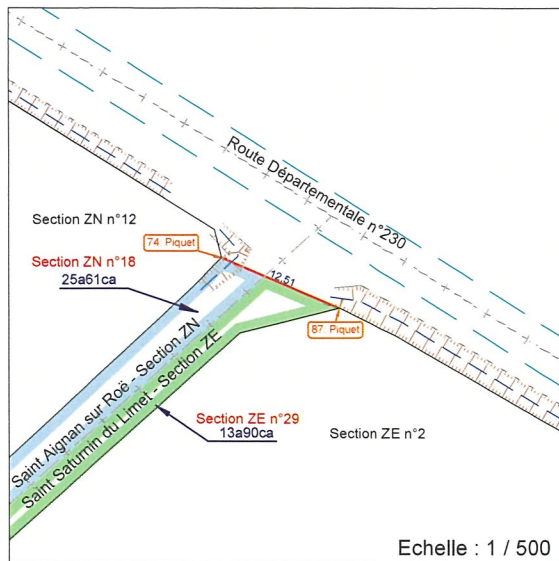 Route Départementale n°230
Section ZN n°12
74. Piquet
Section ZN n°18
25a61ca
12,51
87. Piquet
Saint Aignan sur Roë - Section ZN
Saint Saturnin du Limet - Section ZE
Section ZE n°29
13a90ca
Section ZE n°2
Echelle : 1 / 500